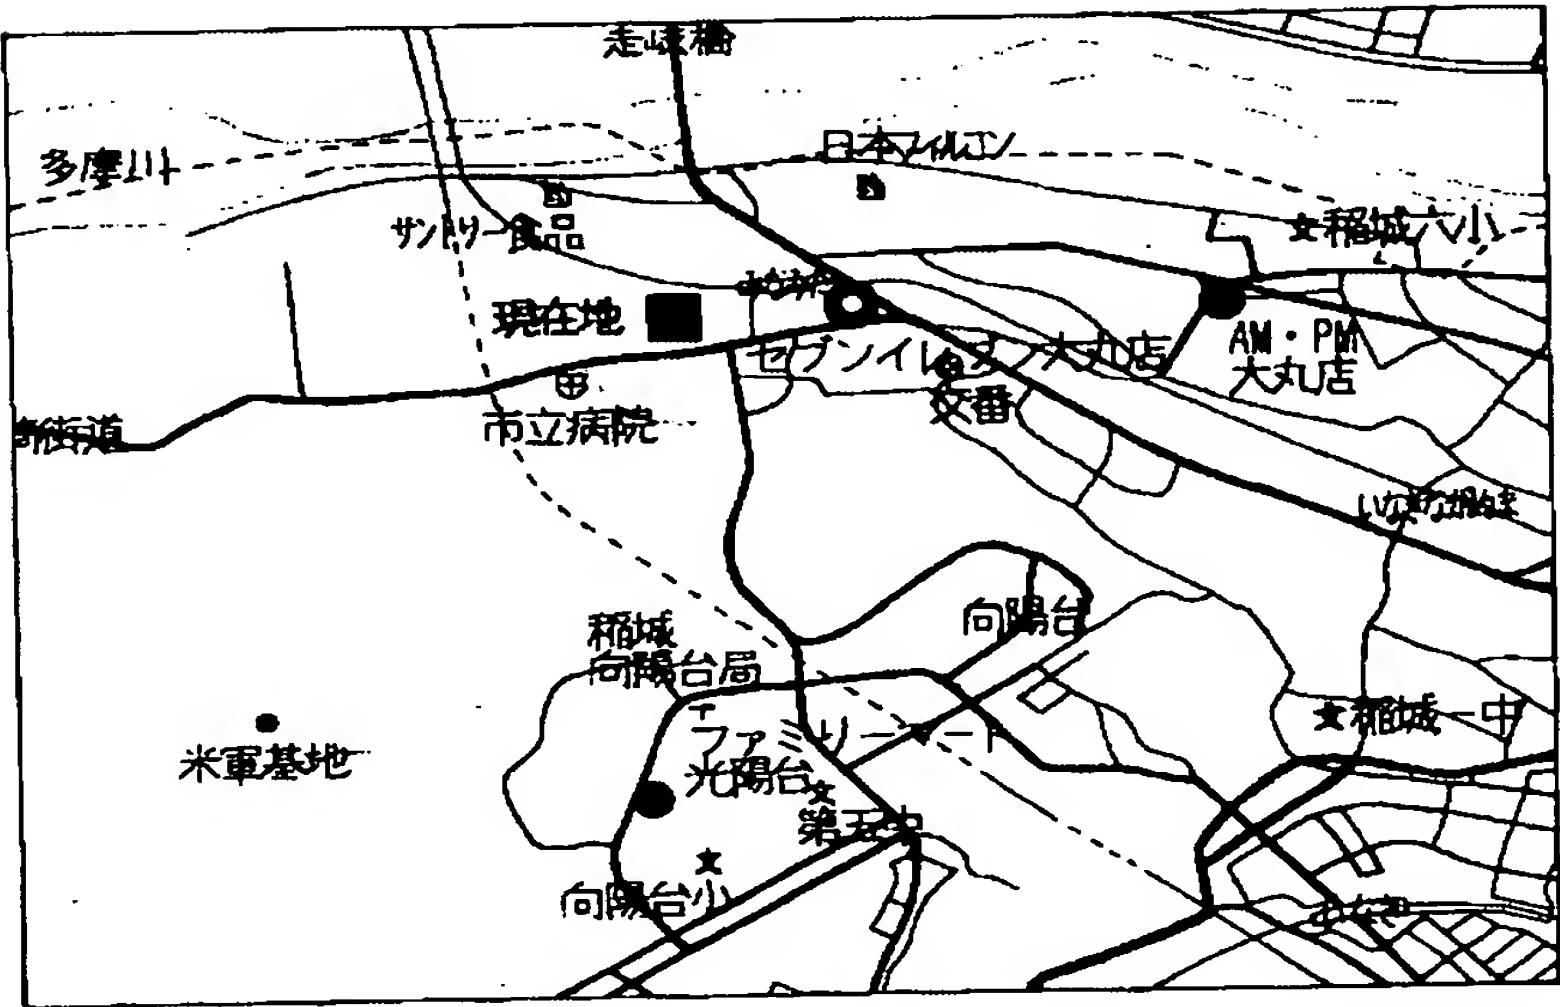 多摩川
日本フィルコン
サントリー食品
稲城六小
現在地
セブンイレブン大丸店
AM・PM
大丸店
交番
市立病院
街道
向陽台
稲城
向陽台局
稲城一中
ファミリーマート
光陽台
米軍基地
第五中
向陽台小